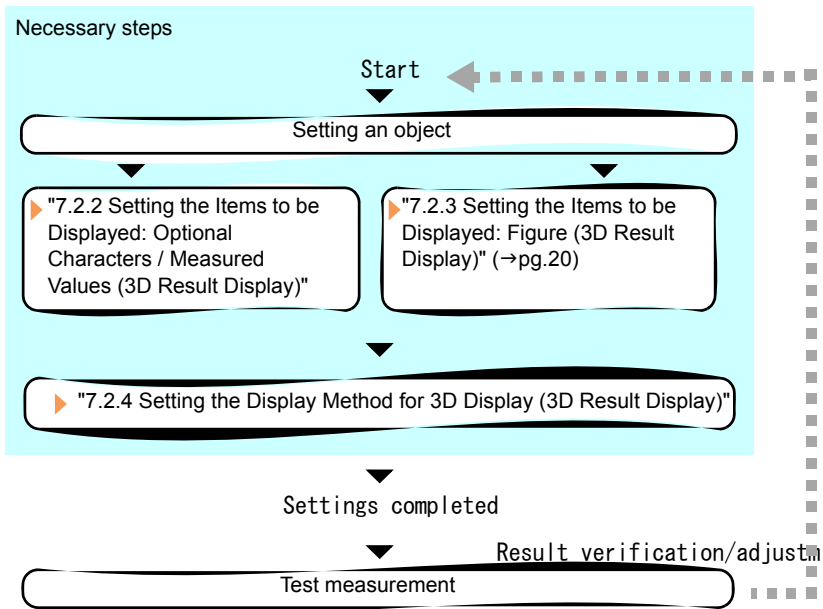 Necessary steps
Start
Setting an object
"7.2.2 Setting the Items to be
Displayed: Optional
Characters / Measured
Values (3D Result Display)"
"7.2.3 Setting the Items to be
Displayed: Figure (3D Result
Display)" (→pg.20)
"7.2.4 Setting the Display Method for 3D Display (3D Result Display)"
Settings completed
Result verification/adjustm
Test measurement